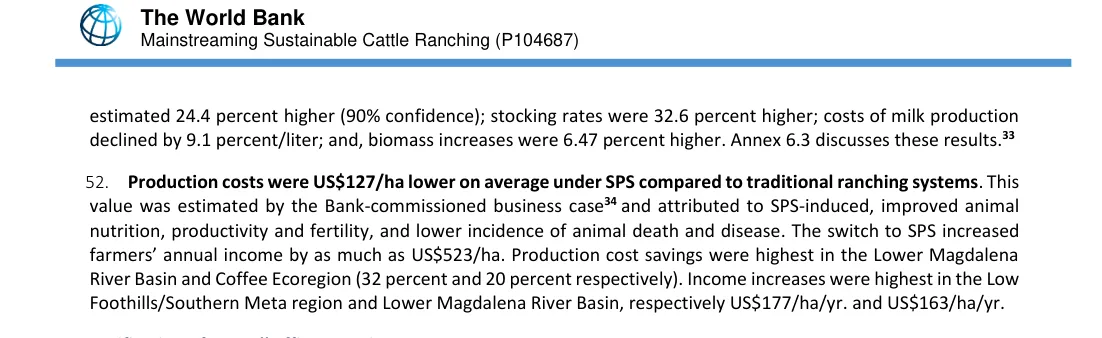 The World Bank
Mainstreaming Sustainable Cattle Ranching (P104687)
estimated 24.4 percent higher (90% confidence); stocking rates were 32.6 percent higher; costs of milk production
declined by 9.1 percent/liter; and, biomass increases were 6.47 percent higher. Annex 6.3 discusses these results.³³
52. Production costs were US$127/ha lower on average under SPS compared to traditional ranching systems. This
value was estimated by the Bank-commissioned business case³⁴ and attributed to SPS-induced, improved animal
nutrition, productivity and fertility, and lower incidence of animal death and disease. The switch to SPS increased
farmers’ annual income by as much as US$523/ha. Production cost savings were highest in the Lower Magdalena
River Basin and Coffee Ecoregion (32 percent and 20 percent respectively). Income increases were highest in the Low
Foothills/Southern Meta region and Lower Magdalena River Basin, respectively US$177/ha/yr. and US$163/ha/yr.